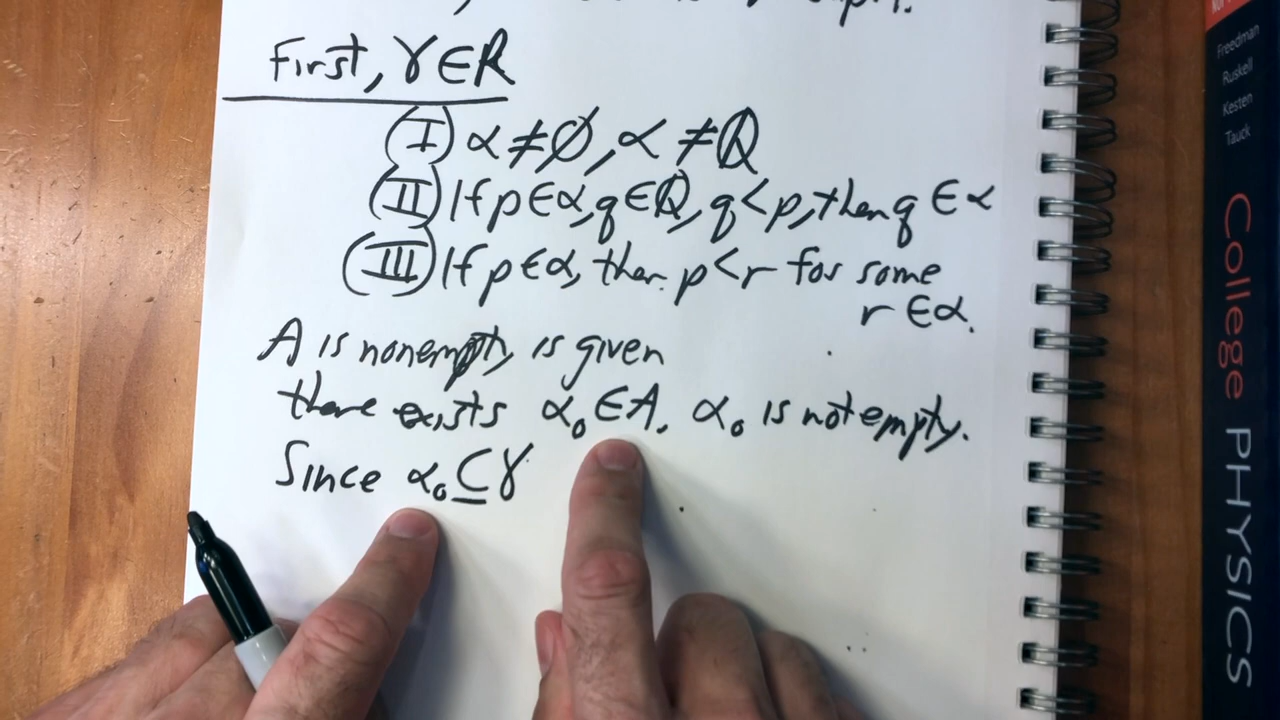 First, γ∈R
(I) α≠∅, α≠Q
(II) If p∈α, q∈Q, q<p, then q∈α
(III) If p∈α, then p<r for some
r∈α.
A is nonempty is given
there exists α₀∈A. α₀ is not empty.
Since α₀⊆γ
Freedman
Ruskell
Kesten
Tauck
College PHYSICS